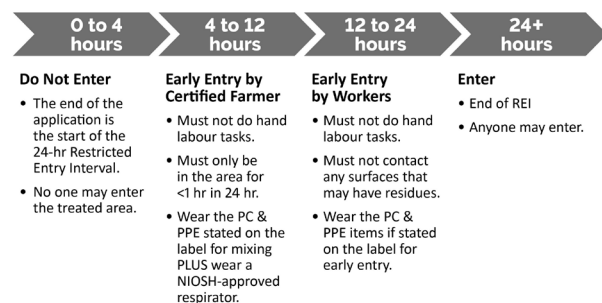 0 to 4
hours
4 to 12
hours
12 to 24
hours
24+
hours
Do Not Enter
• The end of the
application is
the start of the
24-hr Restricted
Entry Interval.
• No one may enter
the treated area.
Early Entry by
Certified Farmer
• Must not do hand
labour tasks.
• Must only be
in the area for
<1 hr in 24 hr.
• Wear the PC &
PPE stated on the
label for mixing
PLUS wear a
NIOSH-approved
respirator.
Early Entry
by Workers
• Must not do hand
labour tasks.
• Must not contact
any surfaces that
may have residues.
• Wear the PC &
PPE items if stated
on the label for
early entry.
Enter
• End of REI
• Anyone may enter.